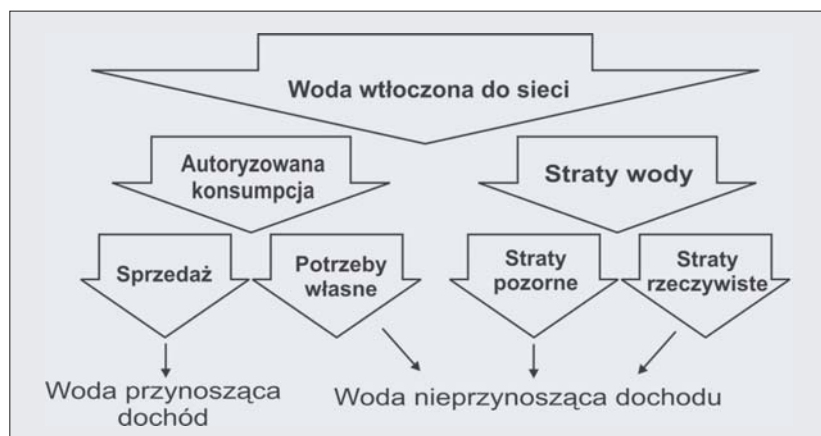 Woda wtłoczona do sieci
Autoryzowana
konsumpcja
Straty wody
Sprzedaż
Potrzeby
własne
Straty
pozorne
Straty
rzeczywiste
Woda przynosząca
dochód
Woda nieprzynosząca dochodu